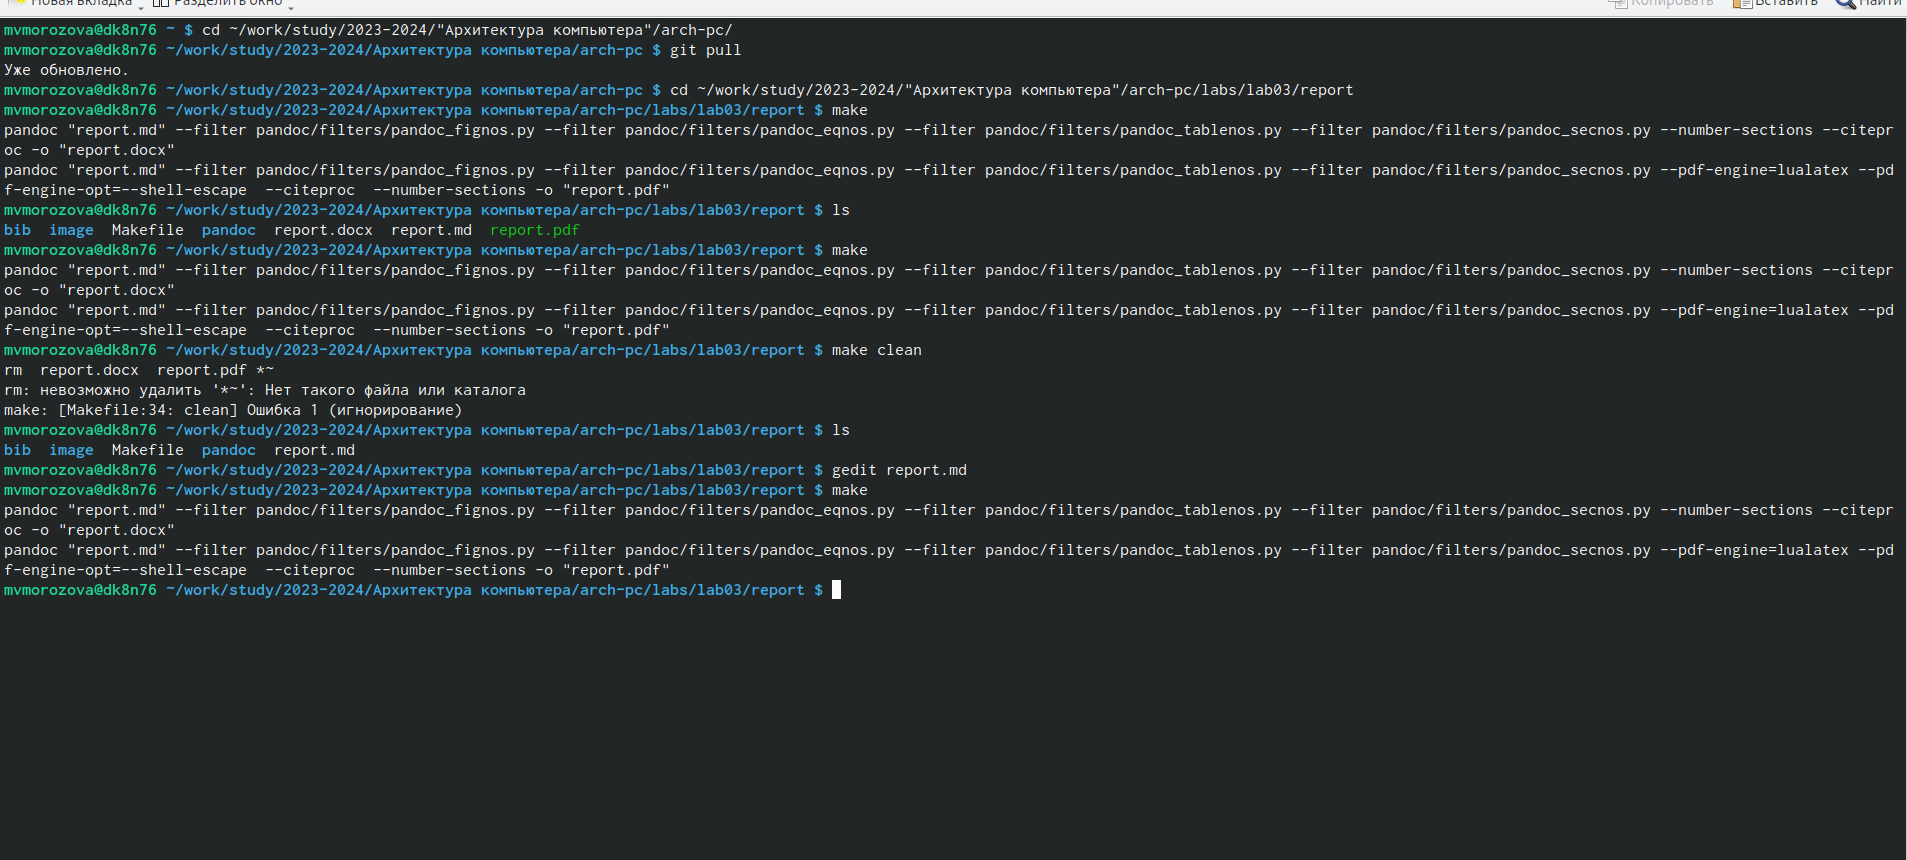 Новая вкладка Разделить окно Копировать Вставить Найти
mvmorozova@dk8n76 ~ $ cd ~/work/study/2023-2024/"Архитектура компьютера"/arch-pc/
mvmorozova@dk8n76 ~/work/study/2023-2024/Архитектура компьютера/arch-pc $ git pull
Уже обновлено.
mvmorozova@dk8n76 ~/work/study/2023-2024/Архитектура компьютера/arch-pc $ cd ~/work/study/2023-2024/"Архитектура компьютера"/arch-pc/labs/lab03/report
mvmorozova@dk8n76 ~/work/study/2023-2024/Архитектура компьютера/arch-pc/labs/lab03/report $ make
pandoc "report.md" --filter pandoc/filters/pandoc_fignos.py --filter pandoc/filters/pandoc_eqnos.py --filter pandoc/filters/pandoc_tablenos.py --filter pandoc/filters/pandoc_secnos.py --number-sections --citepr
oc -o "report.docx"
pandoc "report.md" --filter pandoc/filters/pandoc_fignos.py --filter pandoc/filters/pandoc_eqnos.py --filter pandoc/filters/pandoc_tablenos.py --filter pandoc/filters/pandoc_secnos.py --pdf-engine=lualatex --pd
f-engine-opt=--shell-escape  --citeproc  --number-sections -o "report.pdf"
mvmorozova@dk8n76 ~/work/study/2023-2024/Архитектура компьютера/arch-pc/labs/lab03/report $ ls
bib  image  Makefile  pandoc  report.docx  report.md  report.pdf
mvmorozova@dk8n76 ~/work/study/2023-2024/Архитектура компьютера/arch-pc/labs/lab03/report $ make
pandoc "report.md" --filter pandoc/filters/pandoc_fignos.py --filter pandoc/filters/pandoc_eqnos.py --filter pandoc/filters/pandoc_tablenos.py --filter pandoc/filters/pandoc_secnos.py --number-sections --citepr
oc -o "report.docx"
pandoc "report.md" --filter pandoc/filters/pandoc_fignos.py --filter pandoc/filters/pandoc_eqnos.py --filter pandoc/filters/pandoc_tablenos.py --filter pandoc/filters/pandoc_secnos.py --pdf-engine=lualatex --pd
f-engine-opt=--shell-escape  --citeproc  --number-sections -o "report.pdf"
mvmorozova@dk8n76 ~/work/study/2023-2024/Архитектура компьютера/arch-pc/labs/lab03/report $ make clean
rm  report.docx  report.pdf *~
rm: невозможно удалить '*~': Нет такого файла или каталога
make: [Makefile:34: clean] Ошибка 1 (игнорирование)
mvmorozova@dk8n76 ~/work/study/2023-2024/Архитектура компьютера/arch-pc/labs/lab03/report $ ls
bib  image  Makefile  pandoc  report.md
mvmorozova@dk8n76 ~/work/study/2023-2024/Архитектура компьютера/arch-pc/labs/lab03/report $ gedit report.md
mvmorozova@dk8n76 ~/work/study/2023-2024/Архитектура компьютера/arch-pc/labs/lab03/report $ make
pandoc "report.md" --filter pandoc/filters/pandoc_fignos.py --filter pandoc/filters/pandoc_eqnos.py --filter pandoc/filters/pandoc_tablenos.py --filter pandoc/filters/pandoc_secnos.py --number-sections --citepr
oc -o "report.docx"
pandoc "report.md" --filter pandoc/filters/pandoc_fignos.py --filter pandoc/filters/pandoc_eqnos.py --filter pandoc/filters/pandoc_tablenos.py --filter pandoc/filters/pandoc_secnos.py --pdf-engine=lualatex --pd
f-engine-opt=--shell-escape  --citeproc  --number-sections -o "report.pdf"
mvmorozova@dk8n76 ~/work/study/2023-2024/Архитектура компьютера/arch-pc/labs/lab03/report $